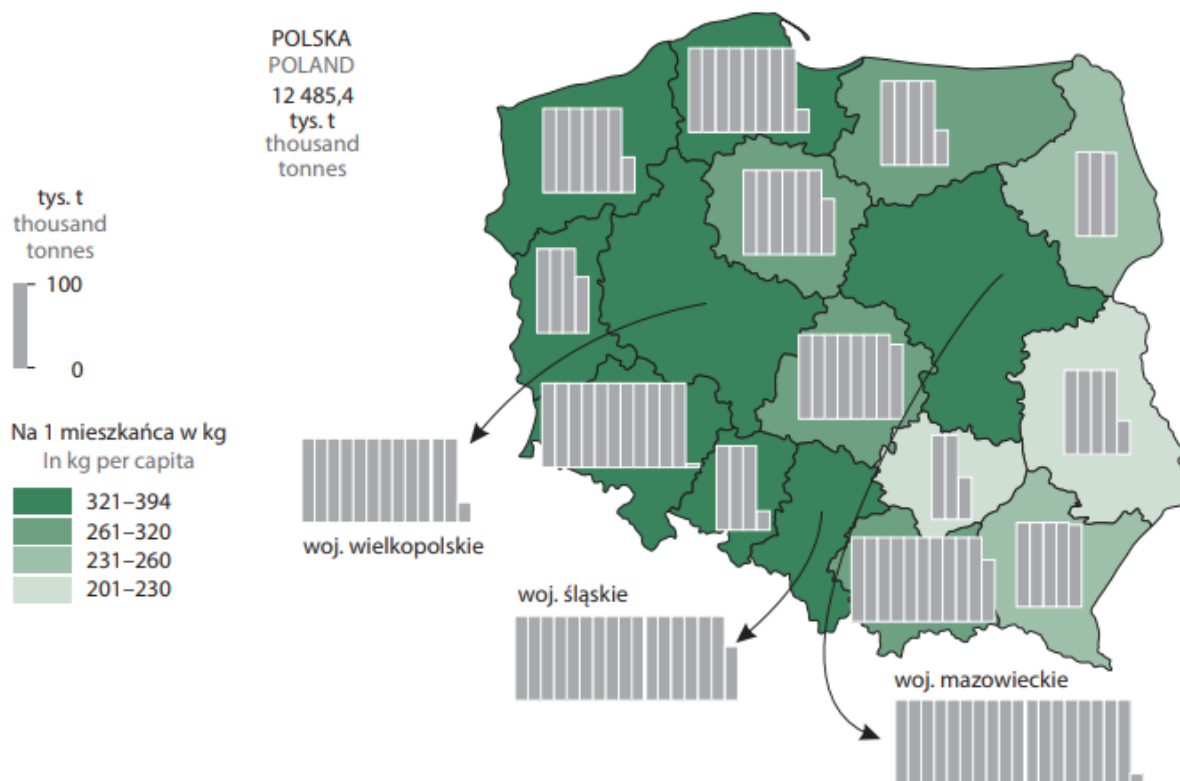 POLSKA
POLAND
12 485,4
tys. t
thousand
tonnes
tys. t
thousand
tonnes
100
0
Na 1 mieszkańca w kg
In kg per capita
321–394
261–320
231–260
201–230
woj. wielkopolskie
woj. śląskie
woj. mazowieckie